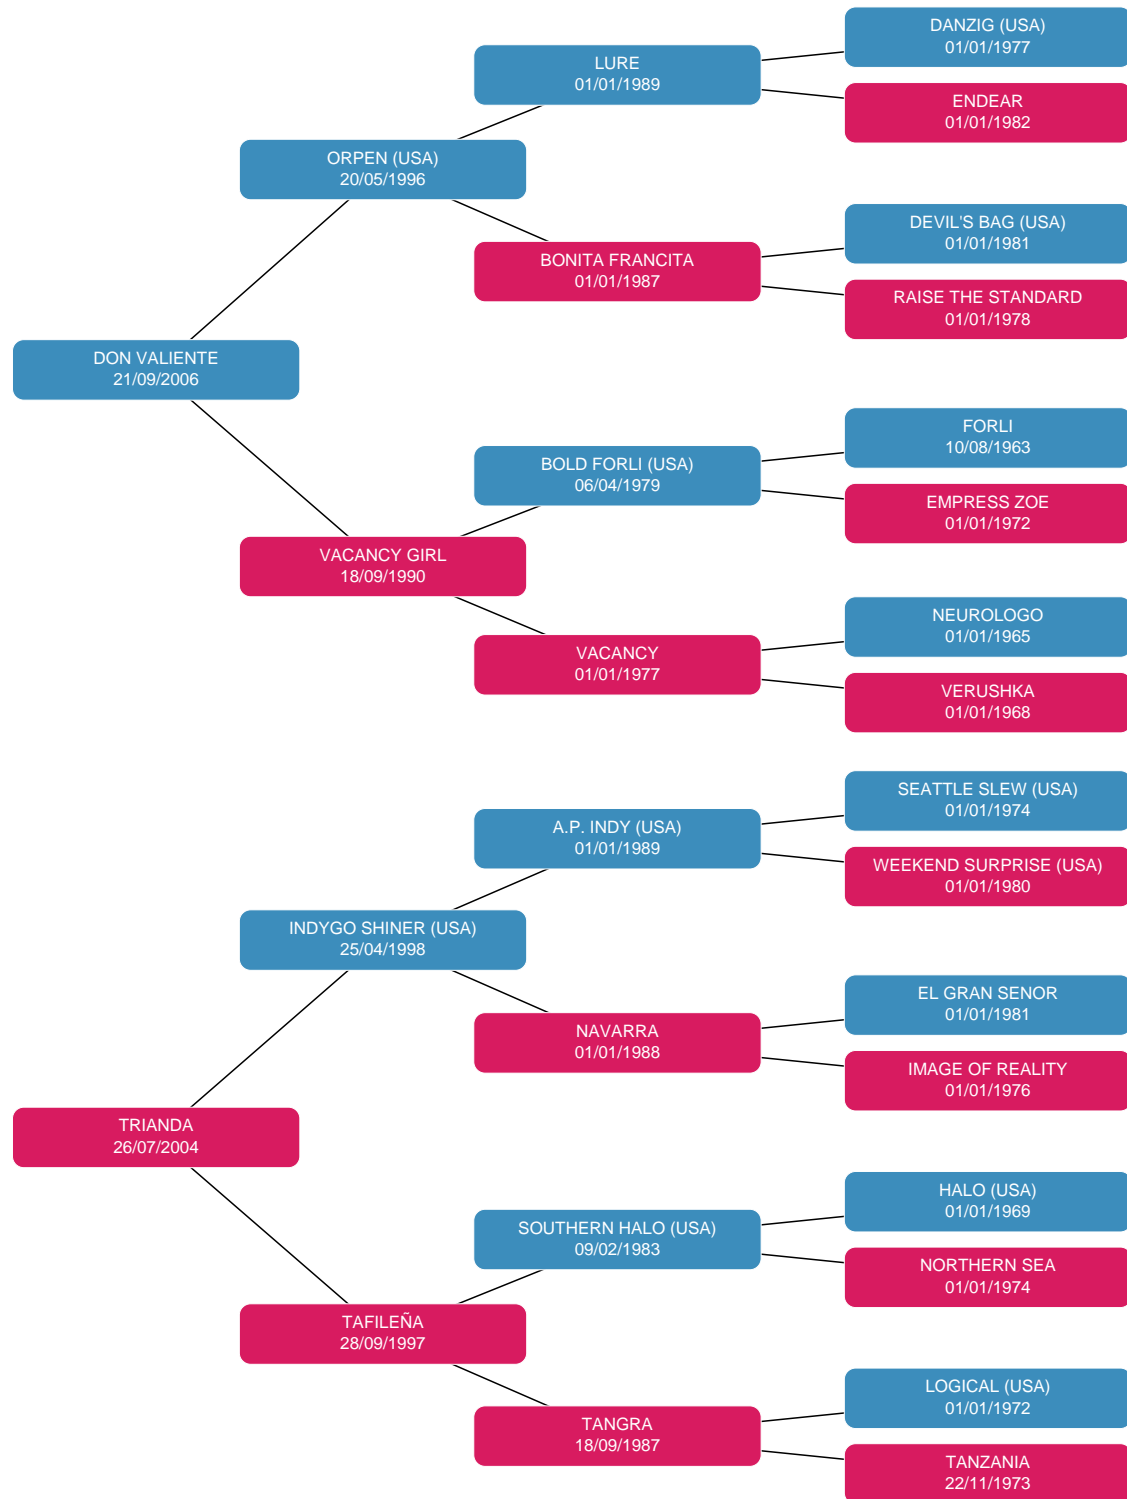 DANZIG (USA)
01/01/1977
LURE
01/01/1989
ENDEAR
01/01/1982
ORPEN (USA)
20/05/1996
DEVIL'S BAG (USA)
01/01/1981
BONITA FRANCITA
01/01/1987
RAISE THE STANDARD
01/01/1978
DON VALIENTE
21/09/2006
FORLI
10/08/1963
BOLD FORLI (USA)
06/04/1979
EMPRESS ZOE
01/01/1972
VACANCY GIRL
18/09/1990
NEUROLOGO
01/01/1965
VACANCY
01/01/1977
VERUSHKA
01/01/1968
SEATTLE SLEW (USA)
01/01/1974
A.P. INDY (USA)
01/01/1989
WEEKEND SURPRISE (USA)
01/01/1980
INDYGO SHINER (USA)
25/04/1998
EL GRAN SENOR
01/01/1981
NAVARRA
01/01/1988
IMAGE OF REALITY
01/01/1976
TRIANDA
26/07/2004
HALO (USA)
01/01/1969
SOUTHERN HALO (USA)
09/02/1983
NORTHERN SEA
01/01/1974
TAFILEÑA
28/09/1997
LOGICAL (USA)
01/01/1972
TANGRA
18/09/1987
TANZANIA
22/11/1973